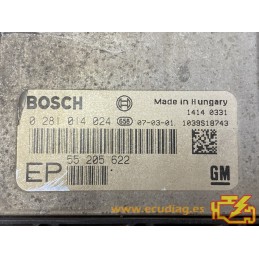 BOSCH
Made in Hungary
1414 0331
0 281 014 024 656 07-03-01 1039S18743
EP 55 205 622
GM
www.ecudiag.es